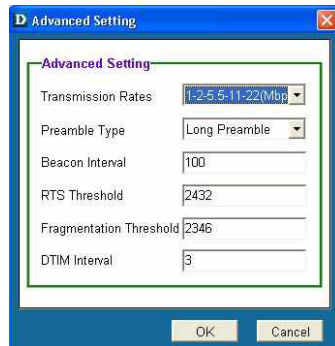 D Advanced Setting
Advanced Setting
Transmission Rates 1-2-5.5-11-22(Mbp
Preamble Type Long Preamble
Beacon Interval 100
RTS Threshold 2432
Fragmentation Threshold 2346
DTIM Interval 3
OK Cancel